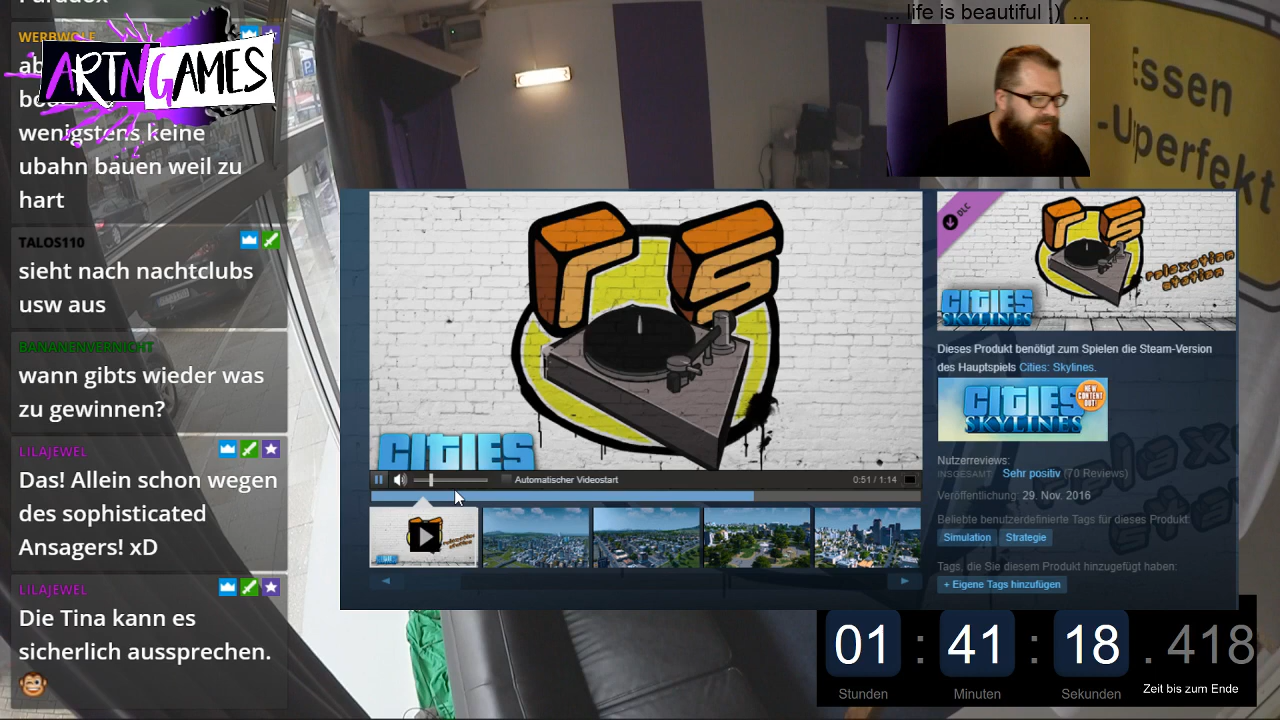 ... life is beautiful :) ...
WERBWOLF
wenigstens keine
ubahn bauen weil zu
hart
ARTNGAMES
TALOS110
sieht nach nachtclubs
usw aus
BANANENVERNICHT
wann gibts wieder was
zu gewinnen?
LILAJEWEL
Das! Allein schon wegen
des sophisticated
Ansagers! xD
LILAJEWEL
Die Tina kann es
sicherlich aussprechen.
Essen
-Uperfekt
rs
CITIES
Automatischer Videostart
0:51 / 1:14
DLC
rs
relaxation
station
CITIES
SKYLINES
Dieses Produkt benötigt zum Spielen die Steam-Version
des Hauptspiels Cities: Skylines.
CITIES
SKYLINES
NEW
CONTENT
OUT!
Nutzerreviews:
INSGESAMT: Sehr positiv (70 Reviews)
Veröffentlichung: 29. Nov. 2016
Beliebte benutzerdefinierte Tags für dieses Produkt:
Simulation Strategie
Tags, die Sie diesem Produkt hinzugefügt haben:
+ Eigene Tags hinzufügen
01 : 41 : 18 . 418
Stunden Minuten Sekunden Zeit bis zum Ende